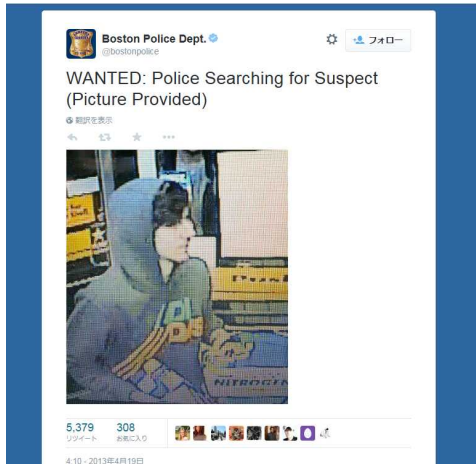 Boston Police Dept.
@bostonpolice
フォロー
WANTED: Police Searching for Suspect
(Picture Provided)
翻訳を表示
NITROGEN
5,379
308
リツイート
お気に入り
4:10 - 2013年4月19日